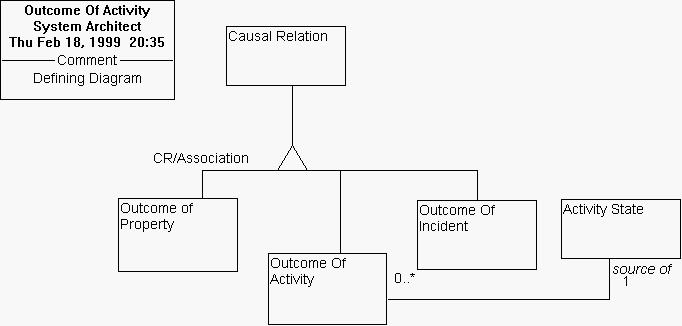 Outcome Of Activity
System Architect
Thu Feb 18, 1999 20:35
Comment
Defining Diagram
Causal Relation
CR/Association
Outcome of
Property
Outcome Of
Activity
Outcome Of
Incident
Activity State
0..*
source of
1